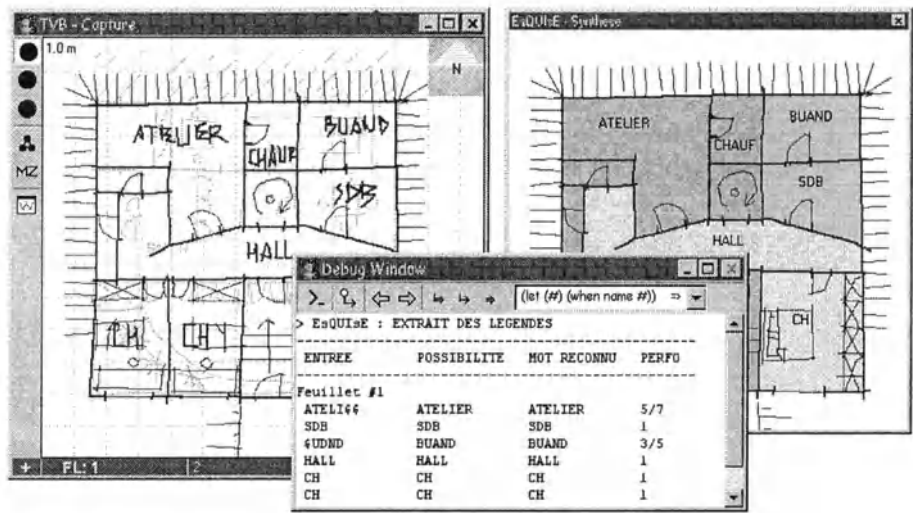 TVB - Capture
1.0 m
N
MZ
ATELIER
CHAUF
BUAND
SDB
HALL
CH
CH
+ FL: 1 2
EsQUIsE - Synthese
ATELIER
CHAUF
BUAND
SDB
HALL
CH
Debug Window
(let (#) (when name #)) =>
> EsQUIsE : EXTRAIT DES LEGENDES
ENTREE POSSIBILITE MOT RECONNU PERFO
Feuillet #1
ATELI$$ ATELIER ATELIER 5/7
SDB SDB SDB 1
$UDND BUAND BUAND 3/5
HALL HALL HALL 1
CH CH CH 1
CH CH CH 1